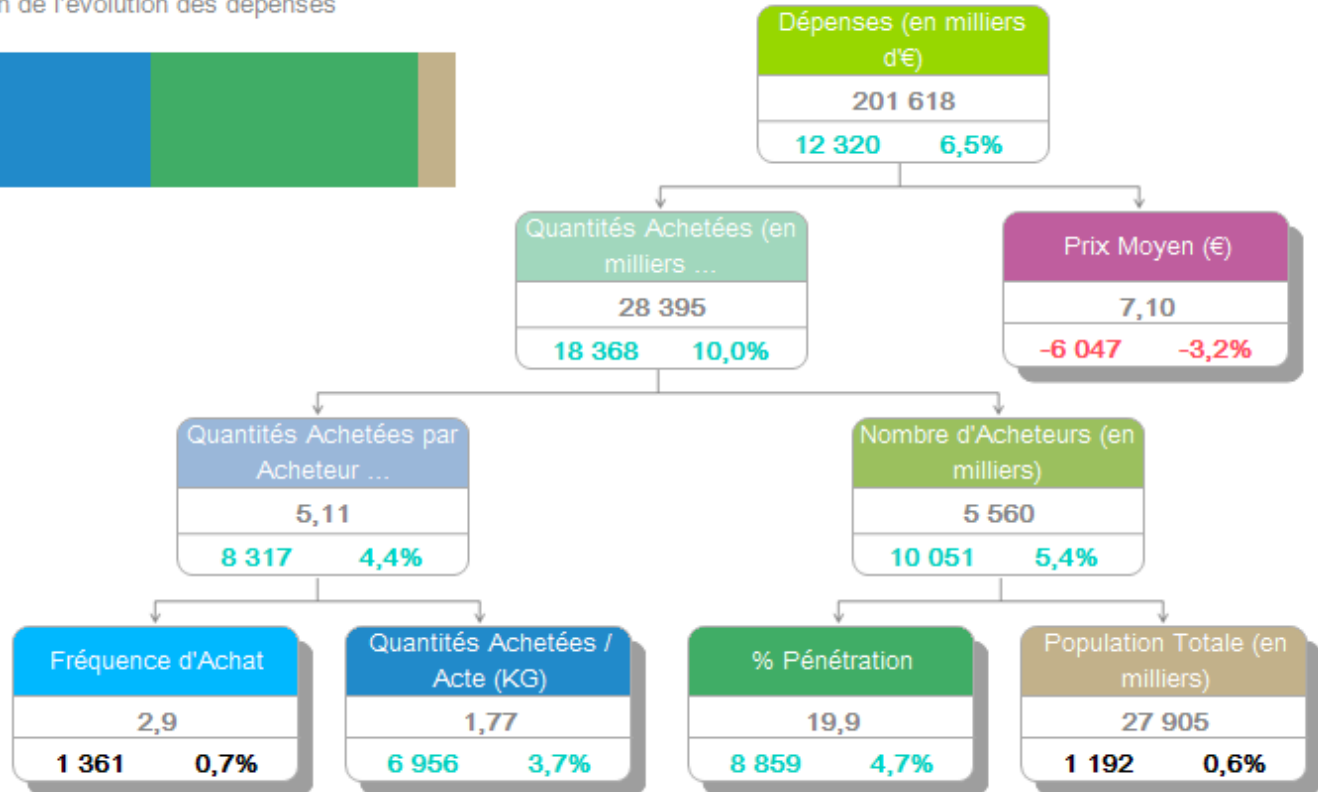 de l'évolution des dépenses
Dépenses (en milliers
d'€)
201 618
12 320 6,5%
Quantités Achetées (en
milliers ...
28 395
18 368 10,0%
Prix Moyen (€)
7,10
-6 047 -3,2%
Quantités Achetées par
Acheteur ...
5,11
8 317 4,4%
Nombre d'Acheteurs (en
milliers)
5 560
10 051 5,4%
Fréquence d'Achat
2,9
1 361 0,7%
Quantités Achetées /
Acte (KG)
1,77
6 956 3,7%
% Pénétration
19,9
8 859 4,7%
Population Totale (en
milliers)
27 905
1 192 0,6%